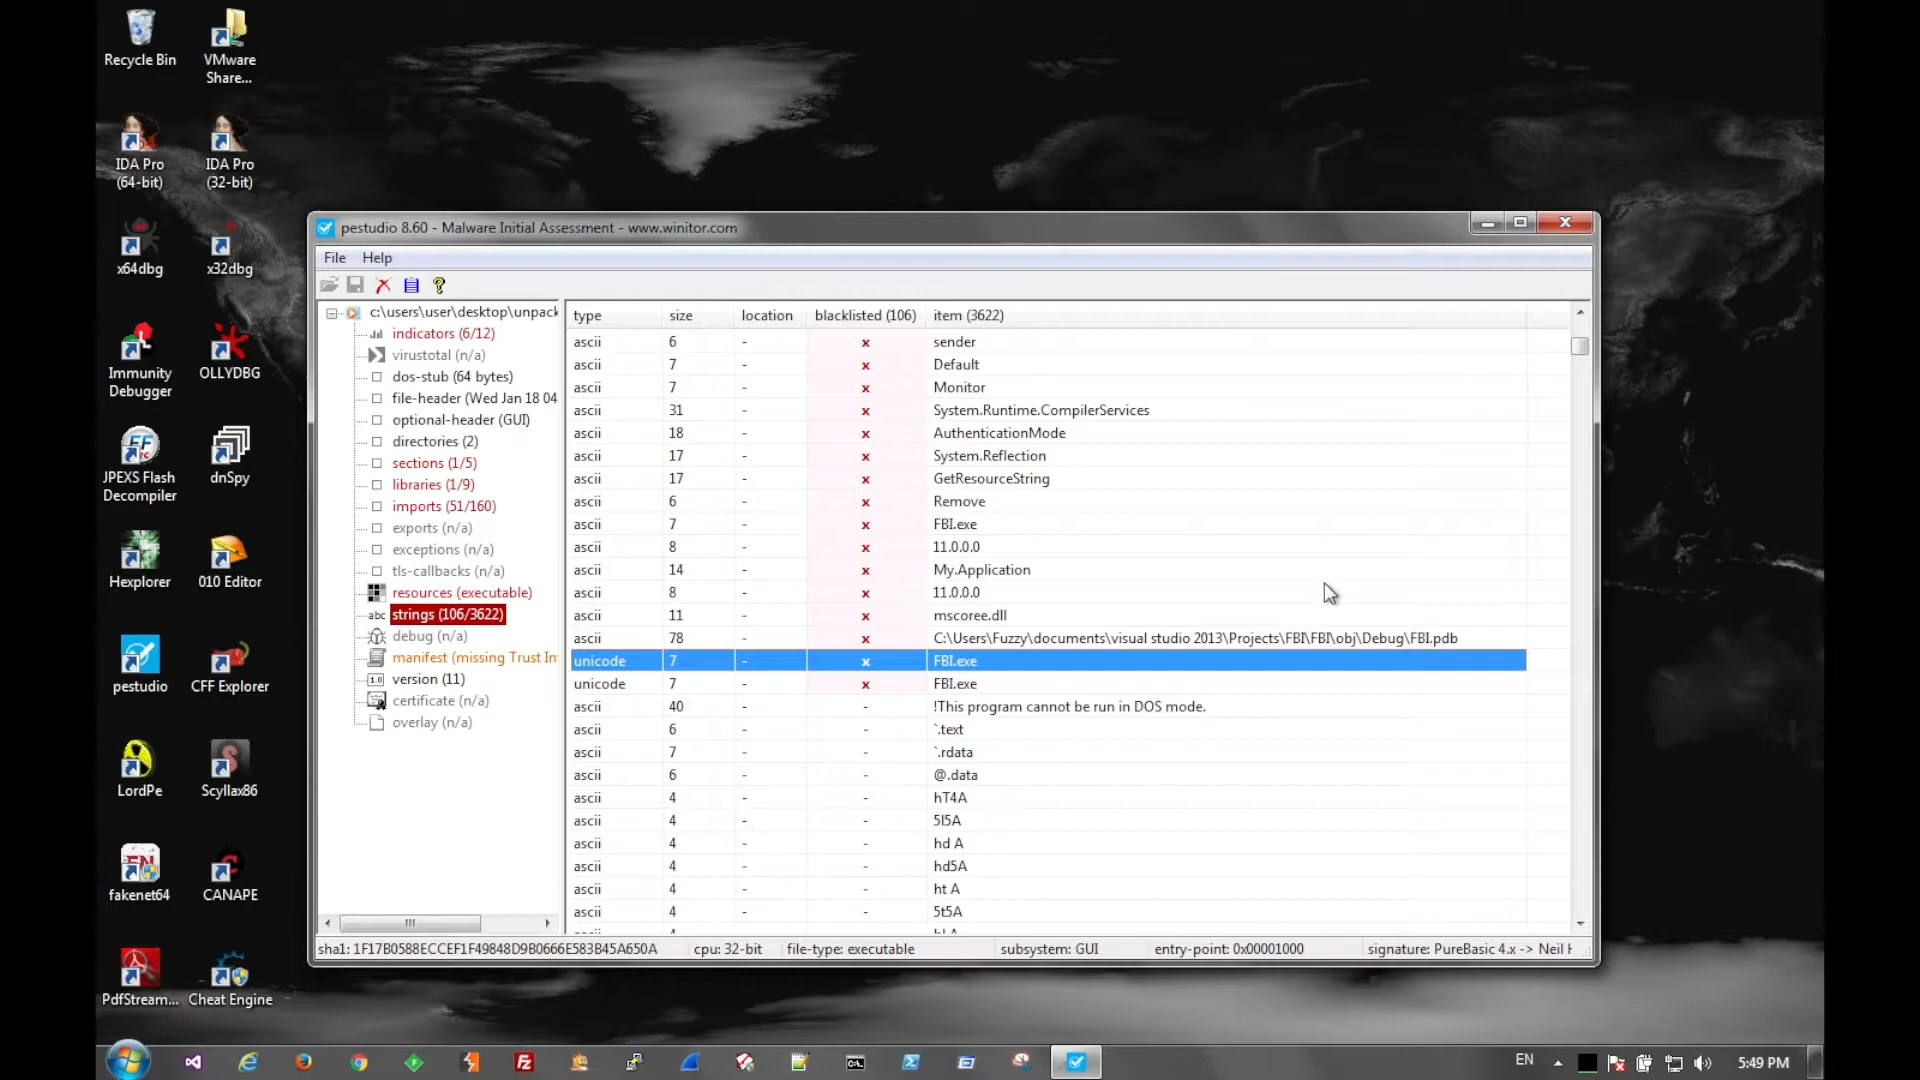 Recycle Bin
VMware Share...
IDA Pro (64-bit)
IDA Pro (32-bit)
x64dbg
x32dbg
Immunity Debugger
OLLYDBG
JPEXS Flash Decompiler
dnSpy
Hexplorer
010 Editor
pestudio
CFF Explorer
LordPe
Scyllax86
fakenet64
CANAPE
PdfStream...
Cheat Engine
pestudio 8.60 - Malware Initial Assessment - www.winitor.com
File Help
c:\users\user\desktop\unpack
indicators (6/12)
virustotal (n/a)
dos-stub (64 bytes)
file-header (Wed Jan 18 04
optional-header (GUI)
directories (2)
sections (1/5)
libraries (1/9)
imports (51/160)
exports (n/a)
exceptions (n/a)
tls-callbacks (n/a)
resources (executable)
abc strings (106/3622)
debug (n/a)
manifest (missing Trust In
1.0 version (11)
certificate (n/a)
overlay (n/a)
type size location blacklisted (106) item (3622)
ascii 6 - x sender
ascii 7 - x Default
ascii 7 - x Monitor
ascii 31 - x System.Runtime.CompilerServices
ascii 18 - x AuthenticationMode
ascii 17 - x System.Reflection
ascii 17 - x GetResourceString
ascii 6 - x Remove
ascii 7 - x FBI.exe
ascii 8 - x 11.0.0.0
ascii 14 - x My.Application
ascii 8 - x 11.0.0.0
ascii 11 - x mscoree.dll
ascii 78 - x C:\Users\Fuzzy\documents\visual studio 2013\Projects\FBI\FBI\obj\Debug\FBI.pdb
unicode 7 - x FBI.exe
unicode 7 - x FBI.exe
ascii 40 - - !This program cannot be run in DOS mode.
ascii 6 - - `.text
ascii 7 - - `.rdata
ascii 6 - - @.data
ascii 4 - - hT4A
ascii 4 - - 5l5A
ascii 4 - - hd A
ascii 4 - - hd5A
ascii 4 - - ht A
ascii 4 - - 5t5A
sha1: 1F17B0588ECCEF1F49848D9B0666E583B45A650A cpu: 32-bit file-type: executable subsystem: GUI entry-point: 0x00001000 signature: PureBasic 4.x -> Neil H
EN 5:49 PM